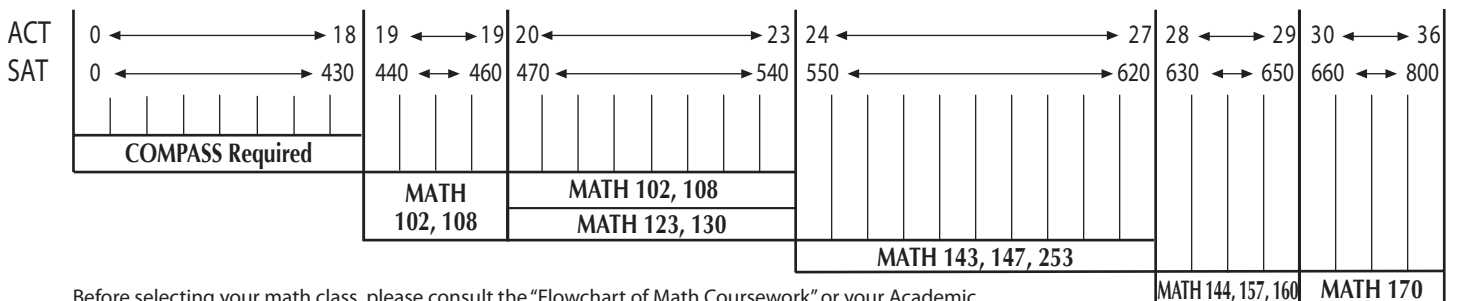 ACT 0 18 19 19 20 23 24 27 28 29 30 36
SAT 0 430 440 460 470 540 550 620 630 650 660 800
COMPASS Required
MATH
102, 108
MATH 102, 108
MATH 123, 130
MATH 143, 147, 253
MATH 144, 157, 160
MATH 170
Before selecting your math class, please consult the "Flowchart of Math Coursework" or your Academic